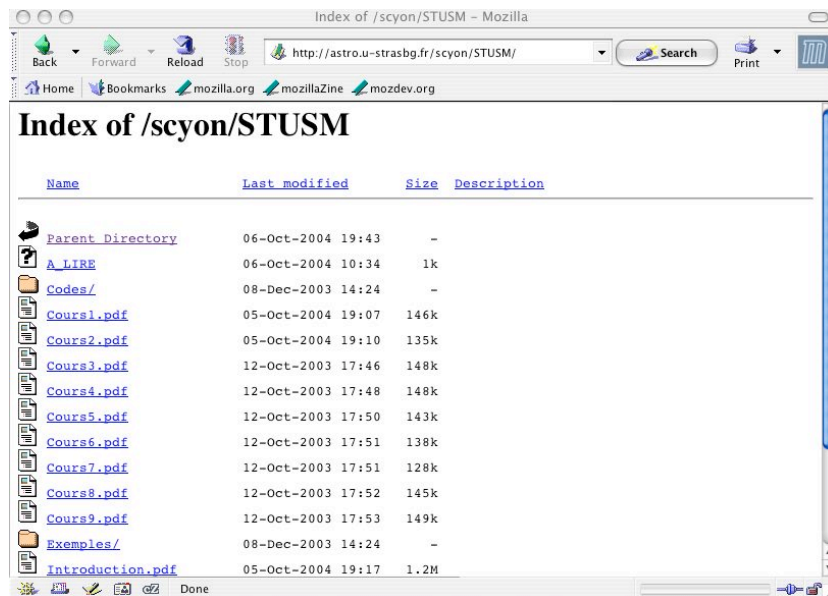 Index of /scyon/STUSM - Mozilla
Back Forward Reload Stop http://astro.u-strasbg.fr/scyon/STUSM/ Search Print
Home Bookmarks mozilla.org mozillaZine mozdev.org
Index of /scyon/STUSM
Name Last modified Size Description
Parent Directory 06-Oct-2004 19:43 -
A_LIRE 06-Oct-2004 10:34 1k
Codes/ 08-Dec-2003 14:24 -
Cours1.pdf 05-Oct-2004 19:07 146k
Cours2.pdf 05-Oct-2004 19:10 135k
Cours3.pdf 12-Oct-2003 17:46 148k
Cours4.pdf 12-Oct-2003 17:48 148k
Cours5.pdf 12-Oct-2003 17:50 143k
Cours6.pdf 12-Oct-2003 17:51 138k
Cours7.pdf 12-Oct-2003 17:51 128k
Cours8.pdf 12-Oct-2003 17:52 145k
Cours9.pdf 12-Oct-2003 17:53 149k
Exemples/ 08-Dec-2003 14:24 -
Introduction.pdf 05-Oct-2004 19:17 1.2M
Done